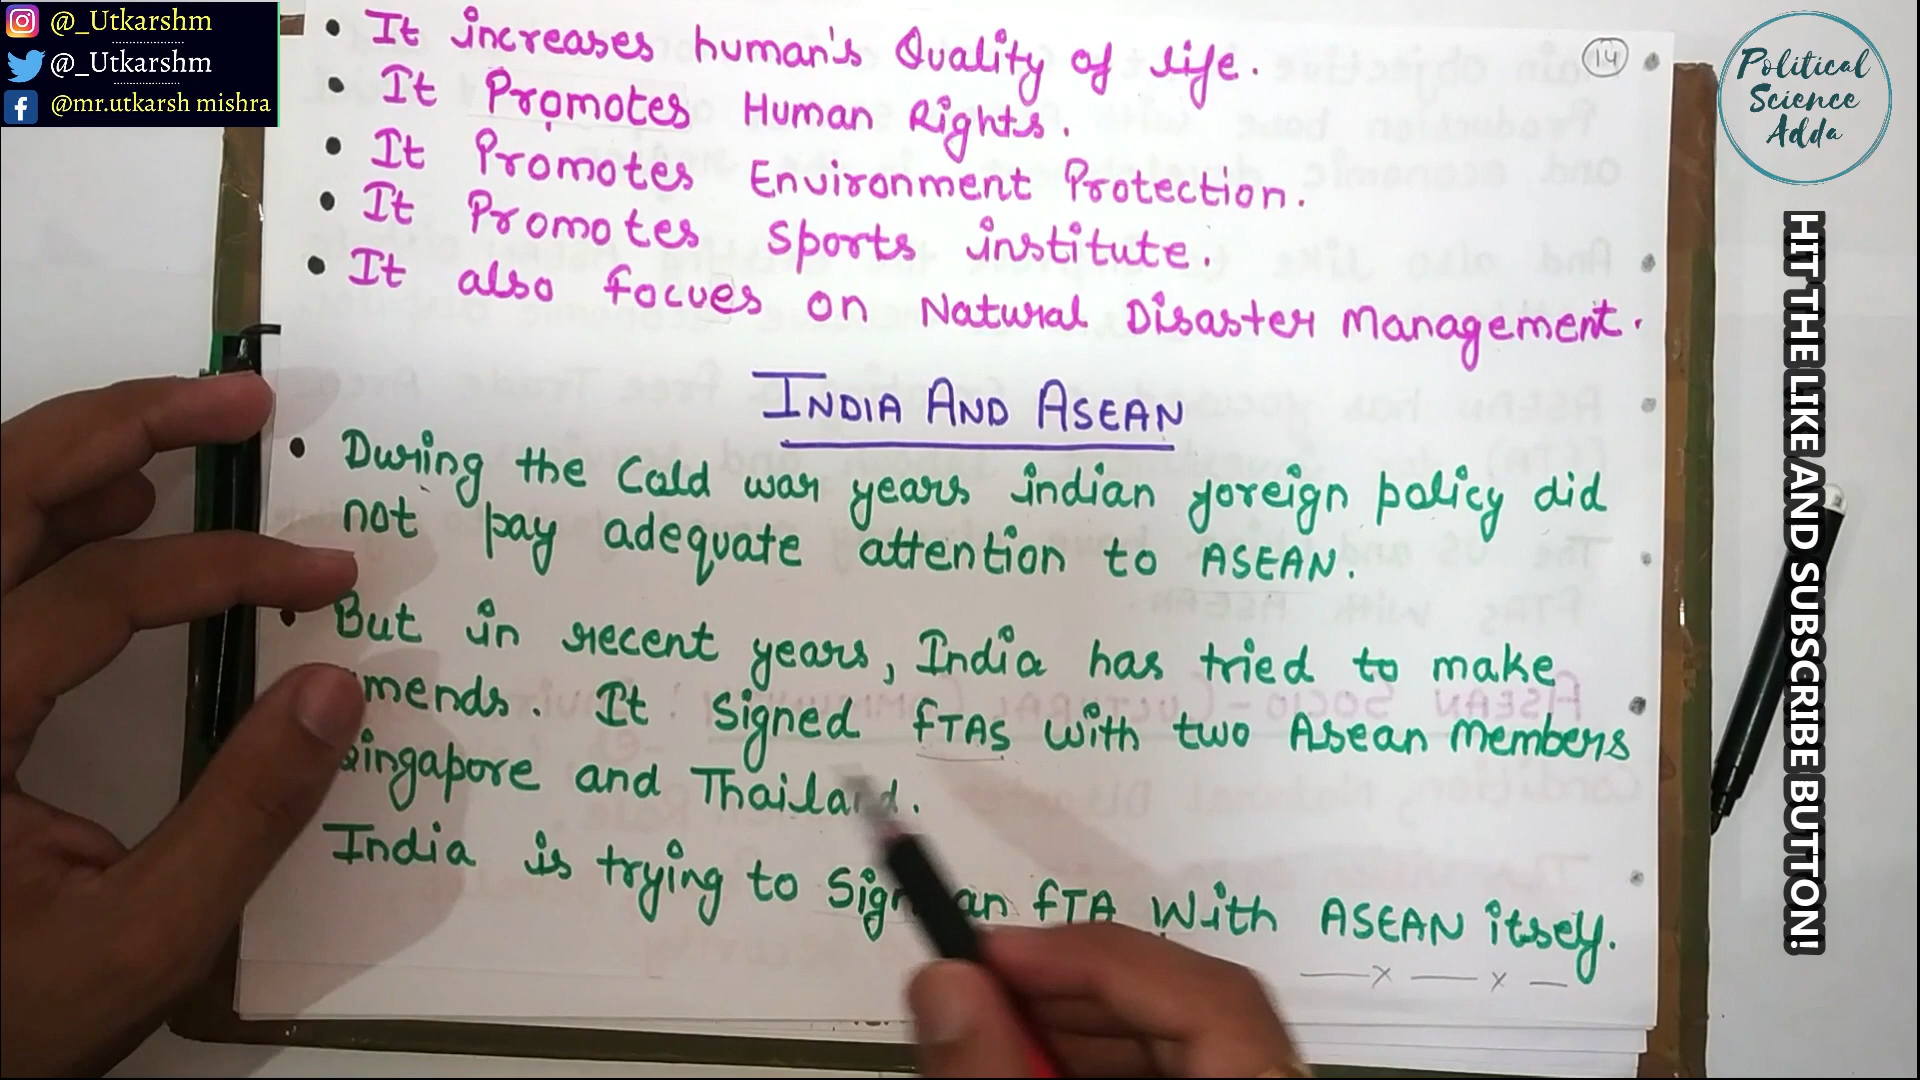 @_Utkarshm
@_Utkarshm
@mr.utkarsh mishra
14
Political
Science
Adda
HIT THE LIKE AND SUBSCRIBE BUTTON!
• It increases human's Quality of life.
• It Promotes Human Rights.
• It Promotes Environment Protection.
• It Promotes Sports institute.
• It also focues on Natural Disaster Management.
INDIA AND ASEAN
• During the Cold war years indian foreign policy did
not pay adequate attention to ASEAN.
• But in recent years, India has tried to make
mends. It Signed fTAs with two Asean Members
Singapore and Thailand.
India is trying to Sign an fTA With ASEAN itself.